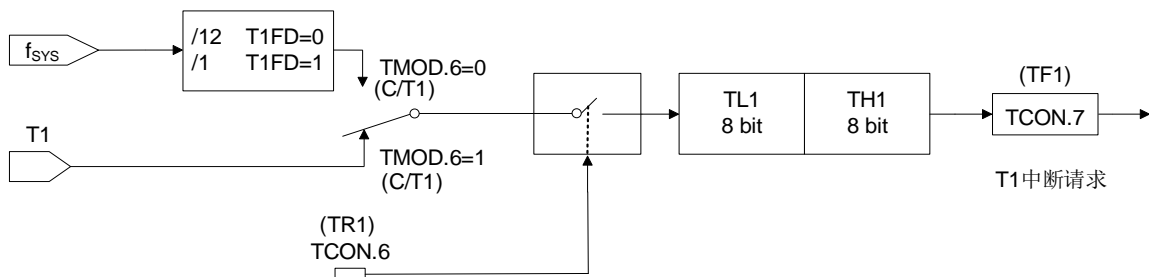 fSYS
/12 T1FD=0
/1 T1FD=1
TMOD.6=0
(C/T1)
T1
TMOD.6=1
(C/T1)
(TR1)
TCON.6
TL1
8 bit
TH1
8 bit
(TF1)
TCON.7
T1中断请求